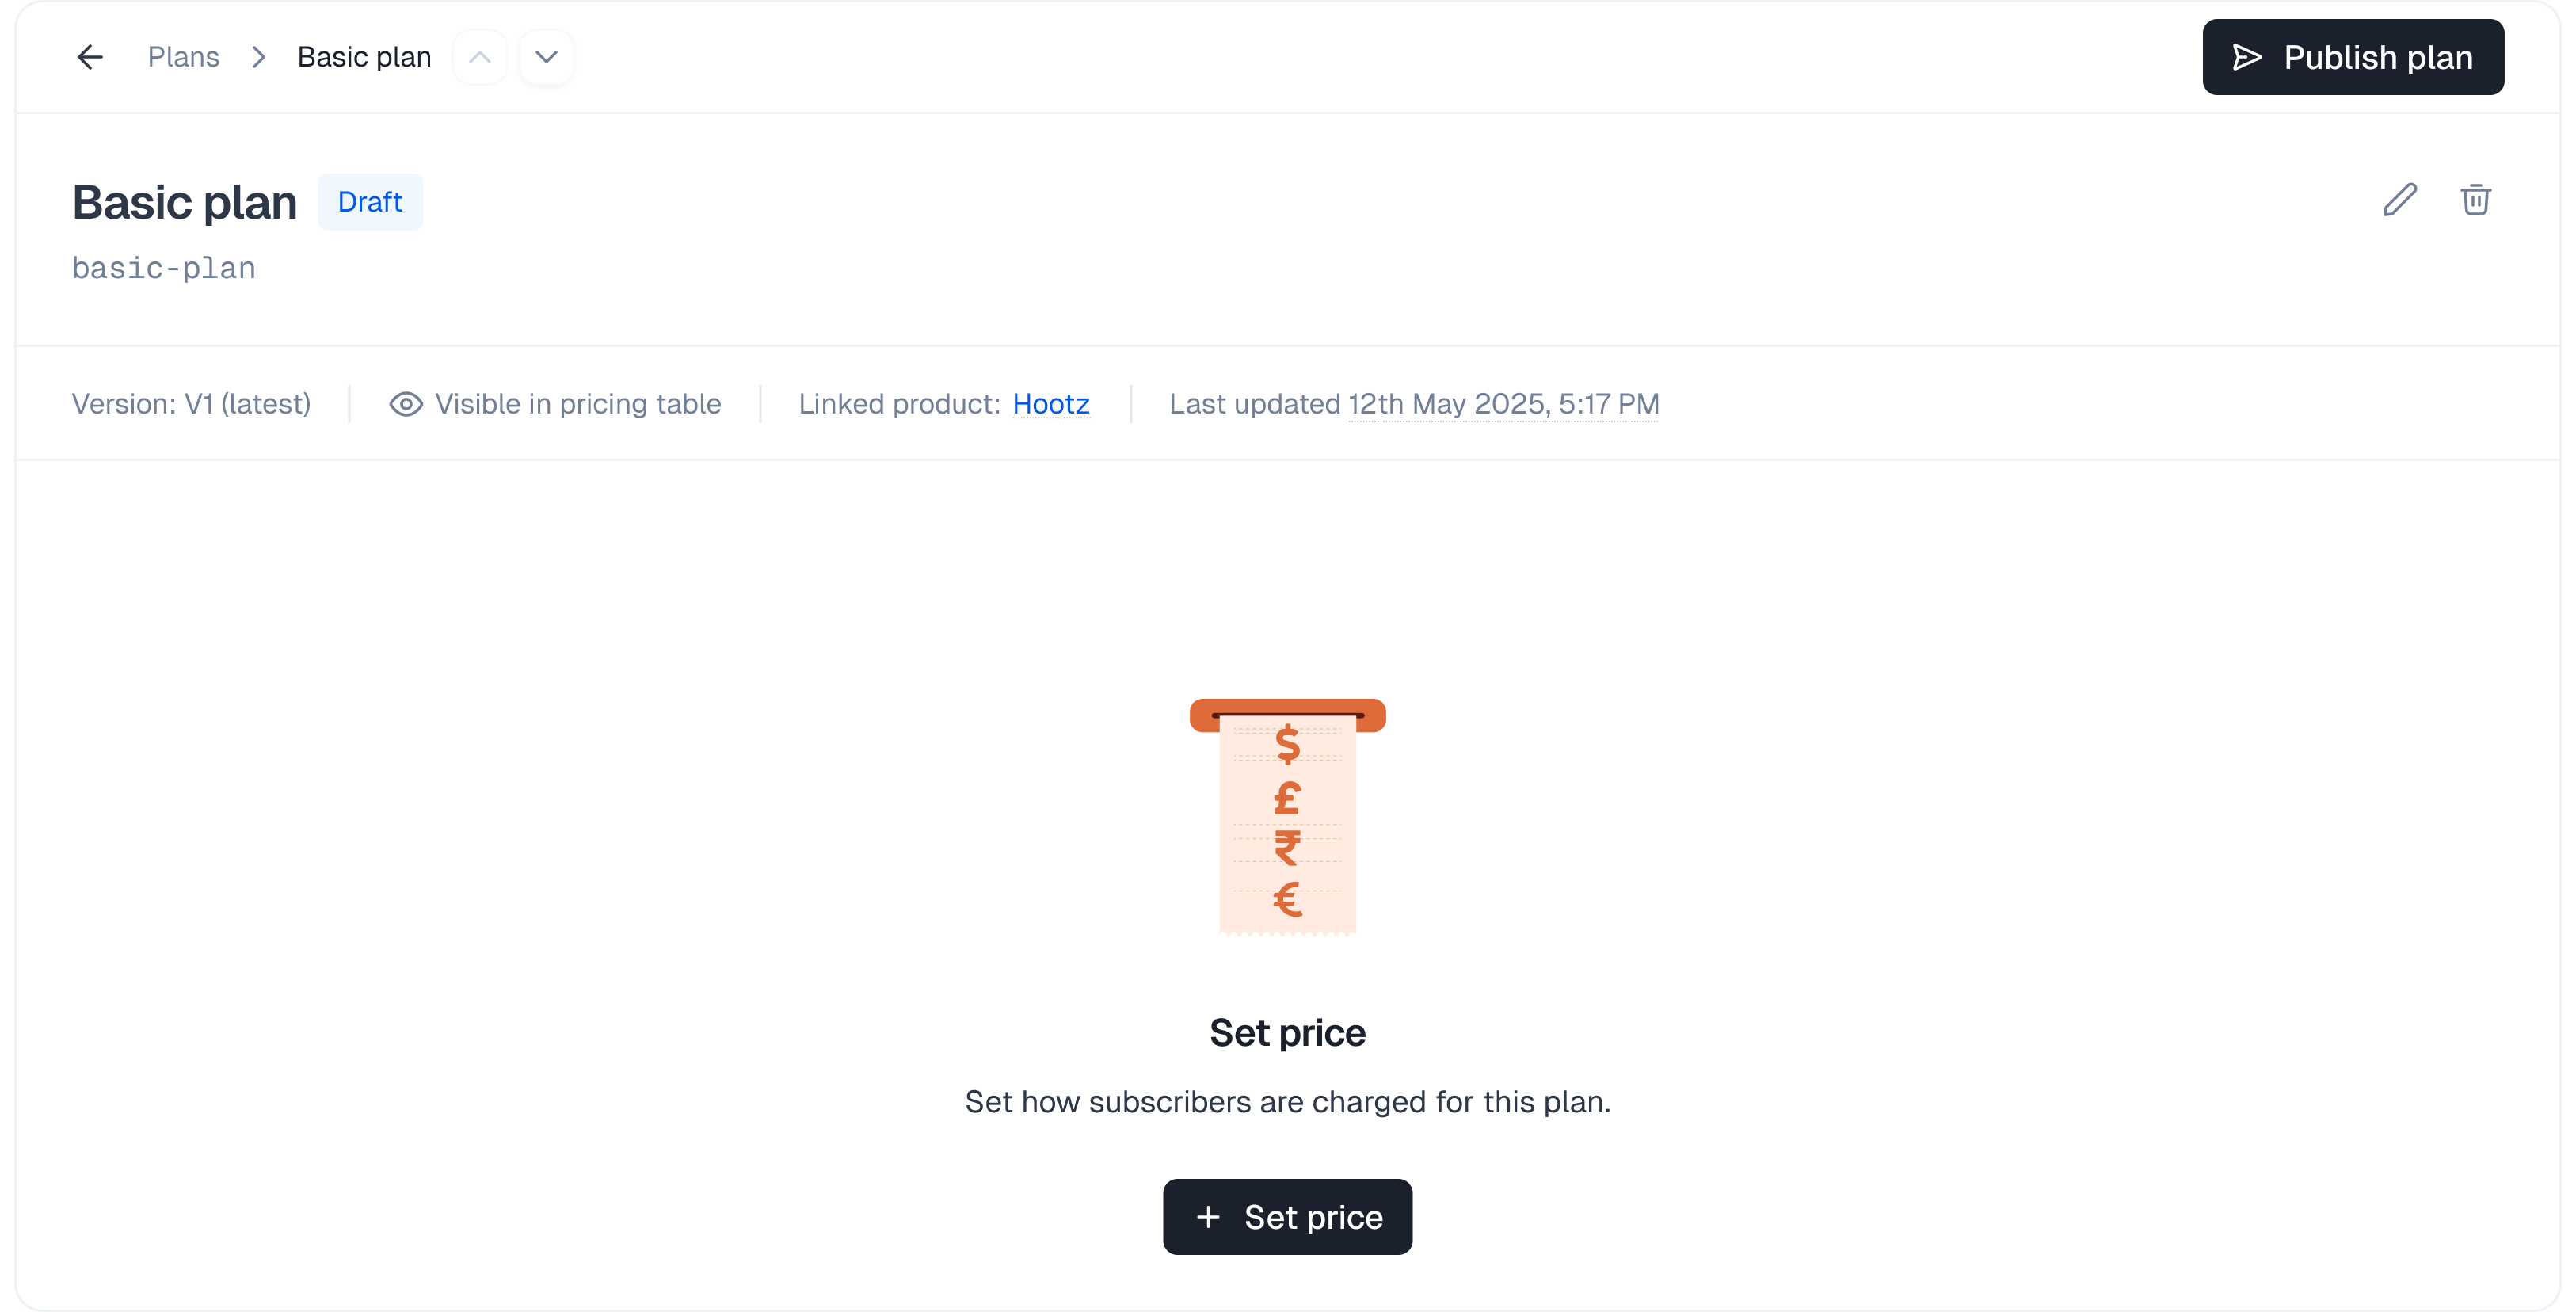 Plans > Basic plan
Publish plan
Basic plan Draft
basic-plan
Version: V1 (latest) Visible in pricing table Linked product: Hootz Last updated 12th May 2025, 5:17 PM
$
£
₹
€
Set price
Set how subscribers are charged for this plan.
+ Set price